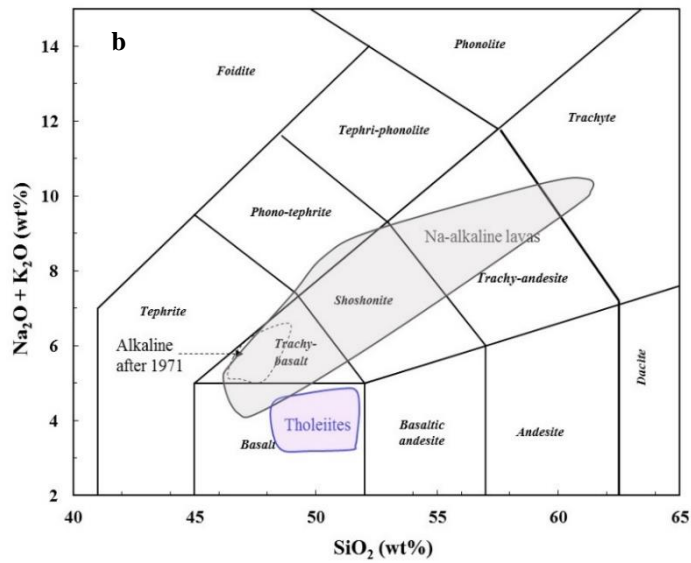 b
Foidite
Phonolite
Tephri-phonolite
Trachyte
Phono-tephrite
Na-alkaline lavas
Trachy-andesite
Tephrite
Shoshonite
Alkaline
after 1971
Trachy-
basalt
Tholeiites
Basalt
Basaltic
andesite
Andesite
Dacite
Na₂O + K₂O (wt%)
14
12
10
8
6
4
2
40
45
50
55
60
65
SiO₂ (wt%)